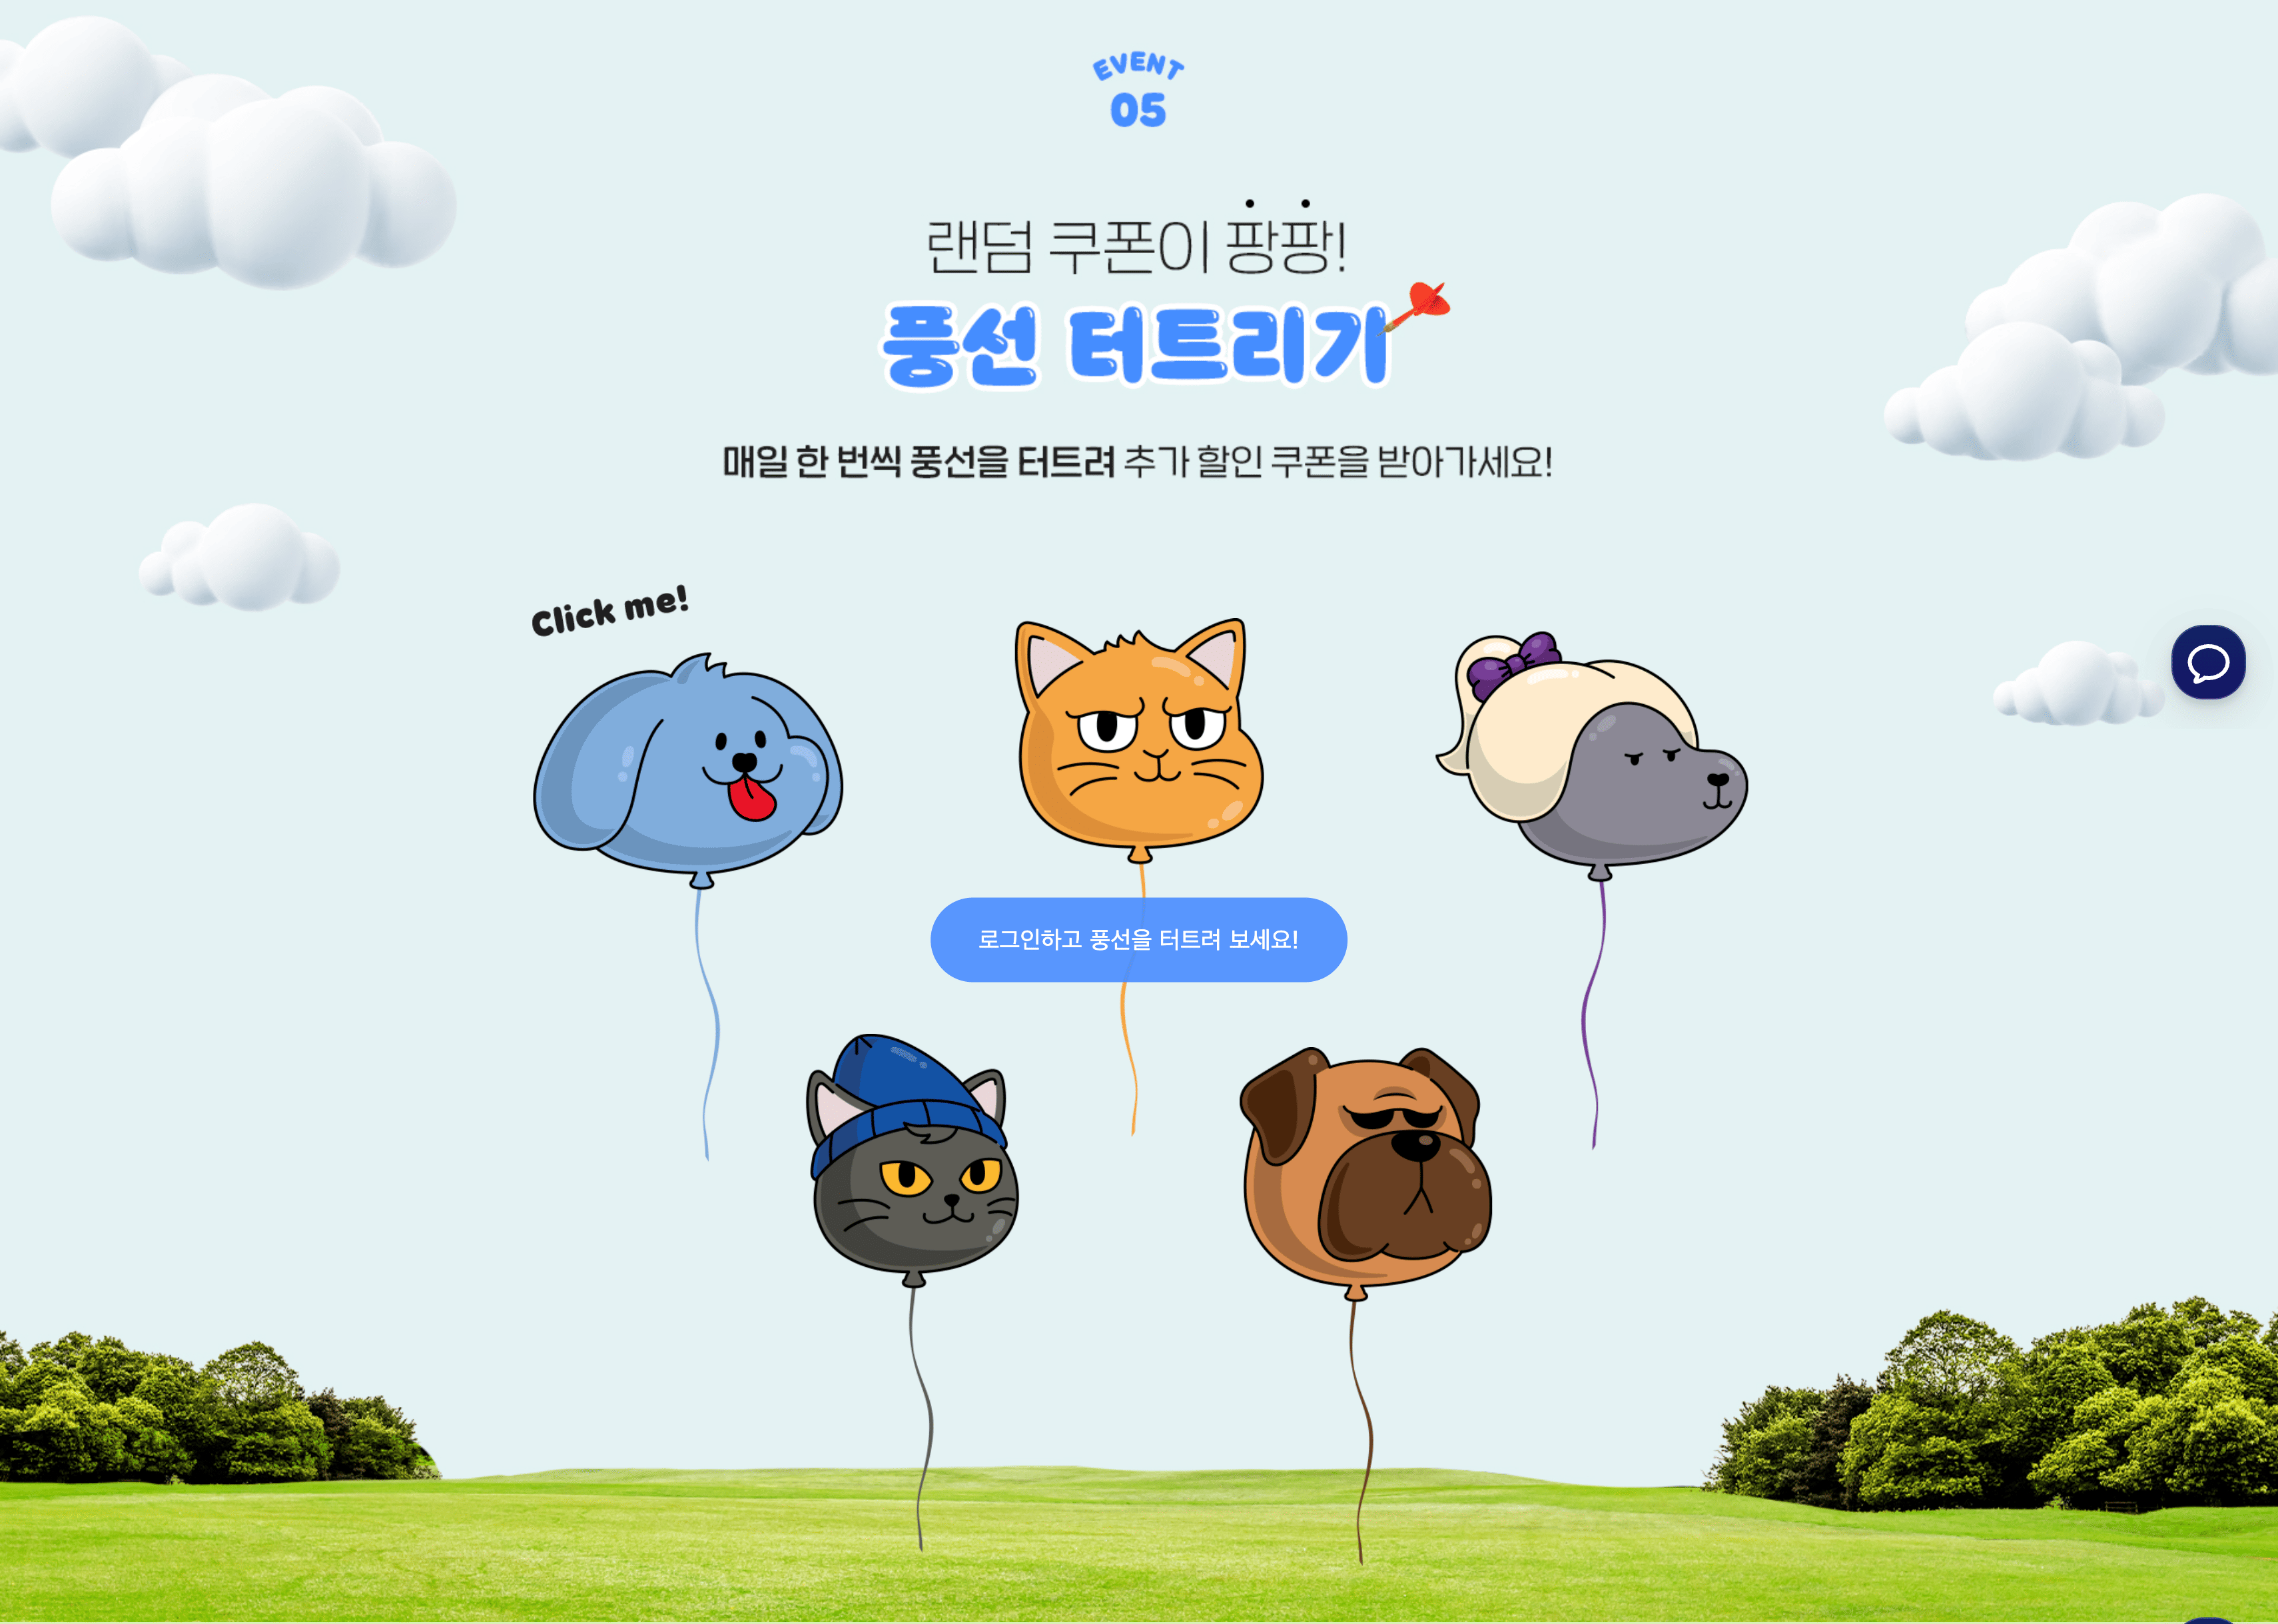 EVENT
05
랜덤 쿠폰이 팡팡!
풍선 터트리기
매일 한 번씩 풍선을 터트려 추가 할인 쿠폰을 받아가세요!
Click me!
로그인하고 풍선을 터트려 보세요!